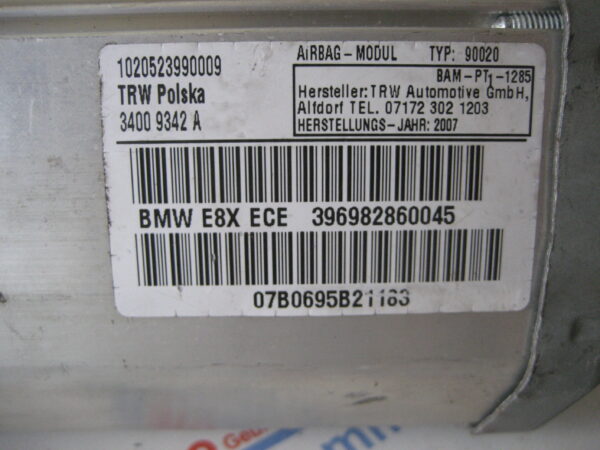 1020523990009
TRW Polska
3400 9342 A
AIRBAG-MODUL TYP: 90020
BAM-PT1-1285
Hersteller: TRW Automotive GmbH,
Alfdorf TEL. 07172 302 1203
HERSTELLUNGS-JAHR: 2007
BMW E8X ECE 396982860045
07B0695B21183